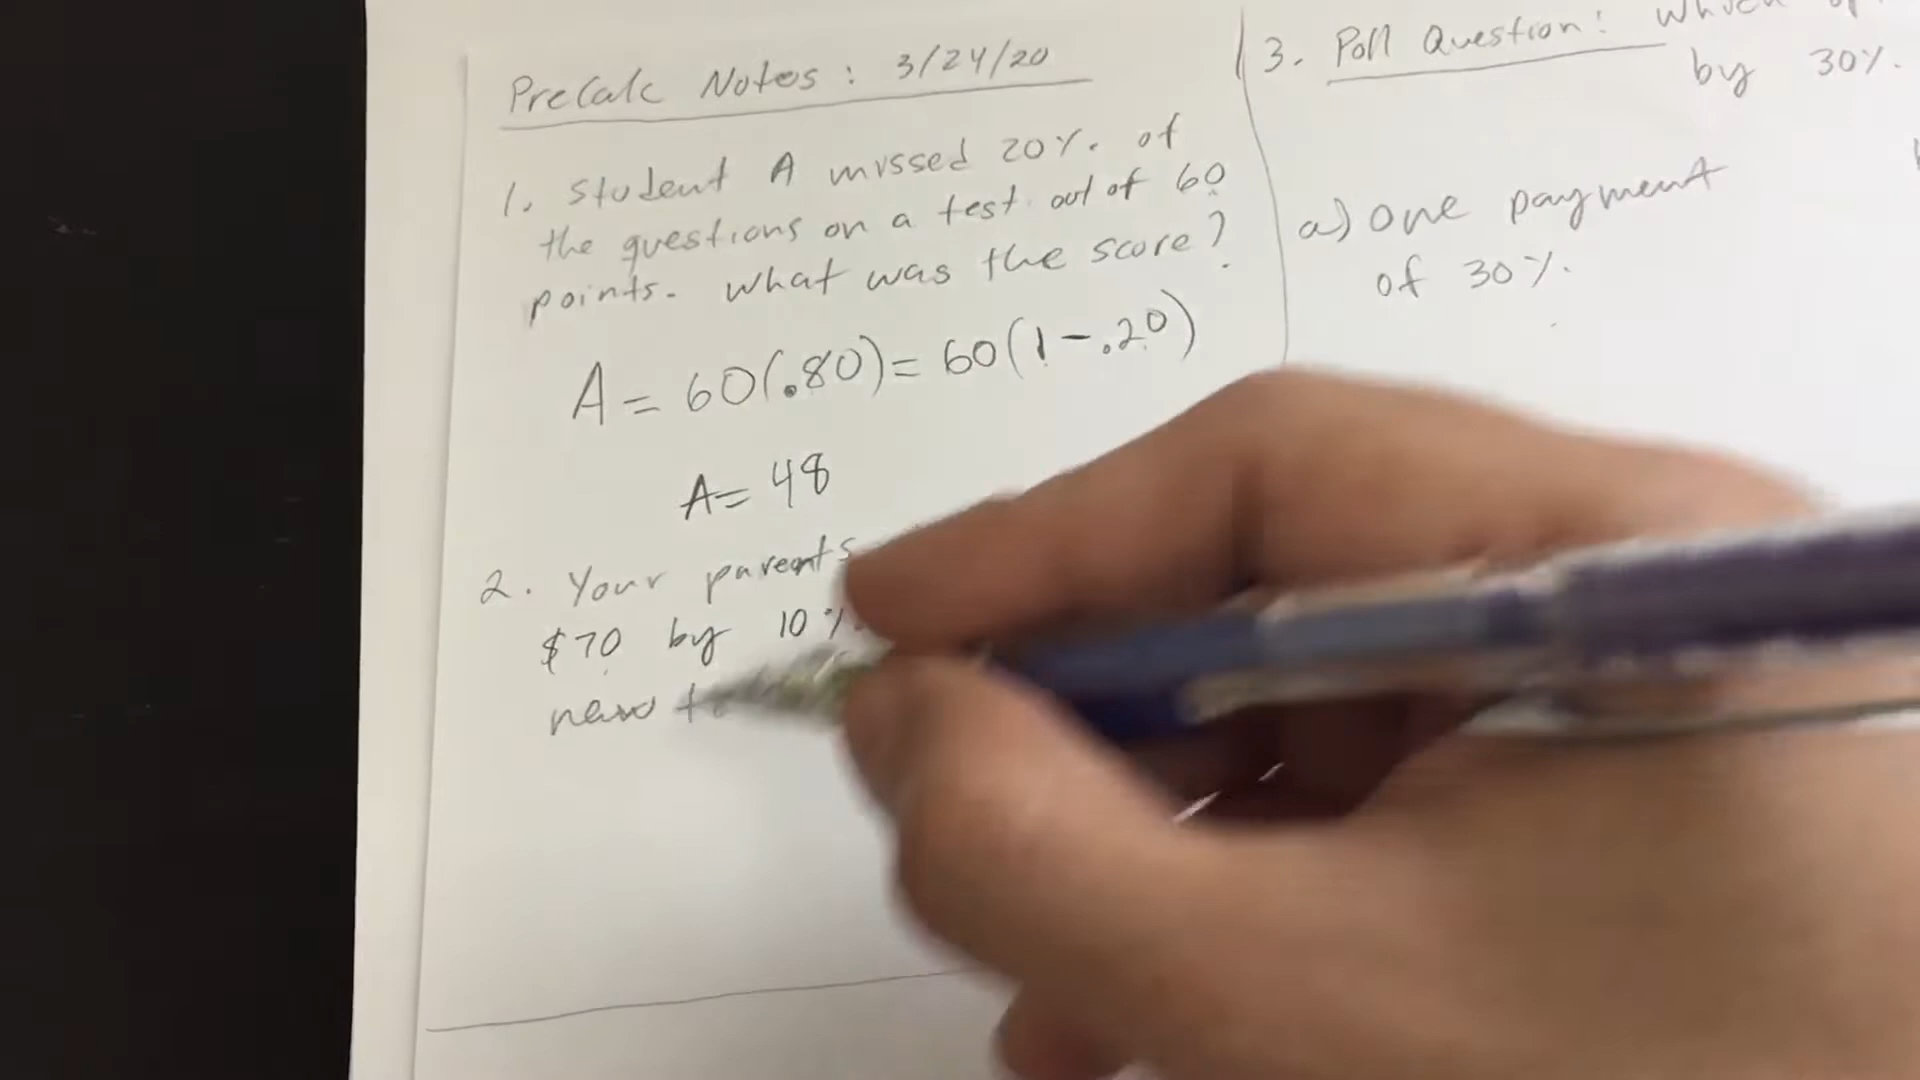 PreCalc Notes: 3/24/20
1. Student A missed 20% of
the questions on a test out of 60
points. What was the score?
A = 60(.80) = 60(1-.20)
A = 48
2. Your parents
$70 by 10%
new
3. Poll Question: Which
by 30%.
a) one payment
of 30%.